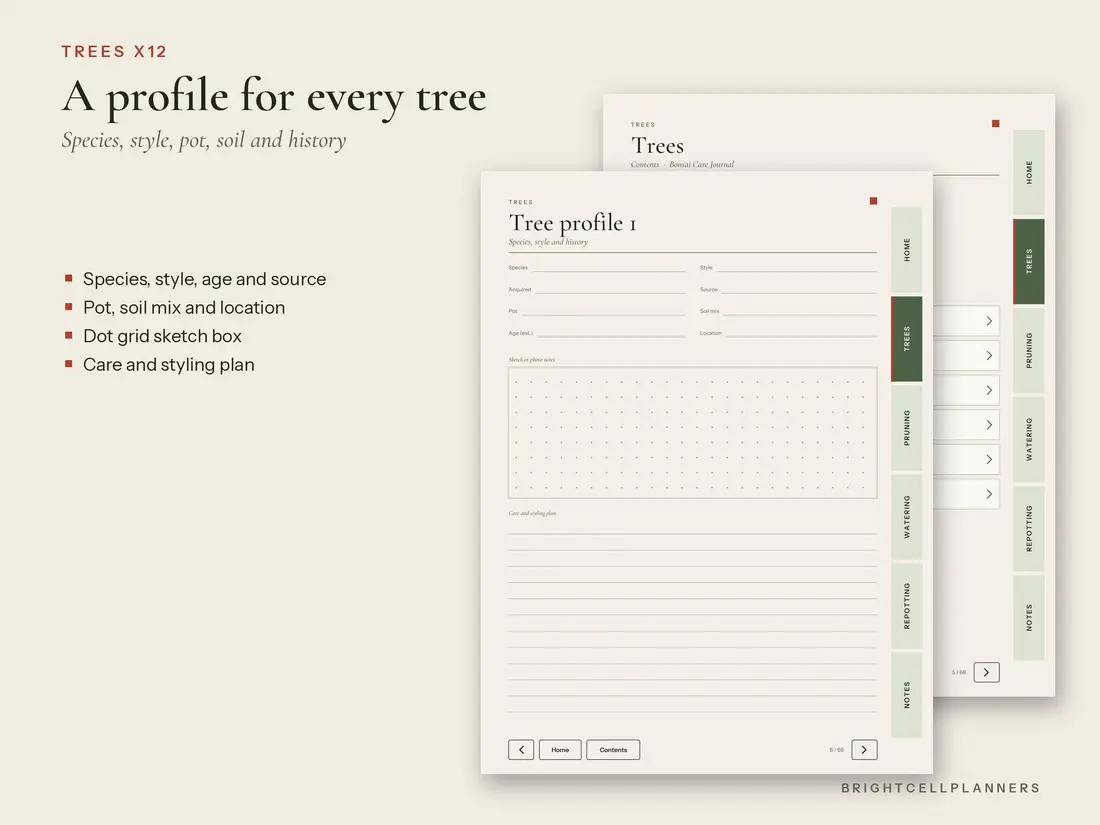 TREES X12
A profile for every tree
Species, style, pot, soil and history
Species, style, age and source
Pot, soil mix and location
Dot grid sketch box
Care and styling plan
TREES
Trees
Contents · Bonsai Care Journal
HOME
TREES
PRUNING
WATERING
REPOTTING
NOTES
5 / 68
TREES
Tree profile 1
Species, style and history
Species
Style
Acquired
Source
Pot
Soil mix
Age (est.)
Location
Sketch or photo notes
Care and styling plan
HOME
TREES
PRUNING
WATERING
REPOTTING
NOTES
Home
Contents
6 / 68
BRIGHTCELLPLANNERS